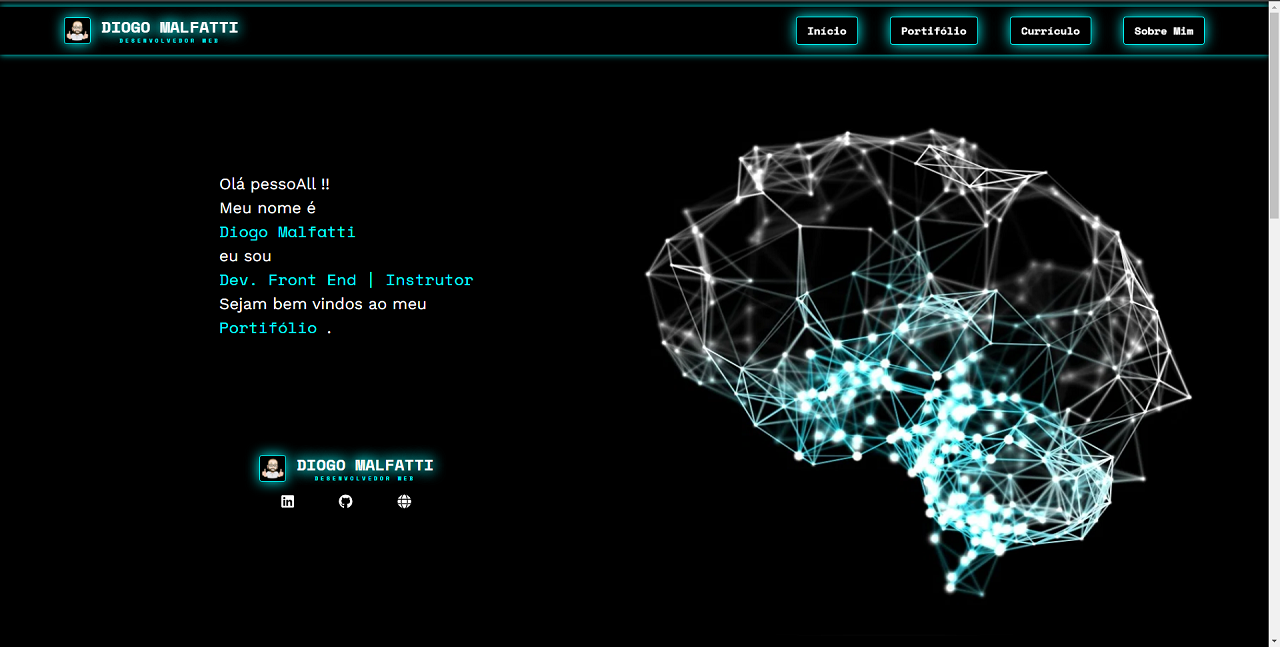 DIOGO MALFATTI
DESENVOLVEDOR WEB
Início
Portifólio
Currículo
Sobre Mim
Olá pessoAll !!
Meu nome é
Diogo Malfatti
eu sou
Dev. Front End | Instrutor
Sejam bem vindos ao meu
Portifólio .
DIOGO MALFATTI
DESENVOLVEDOR WEB
in